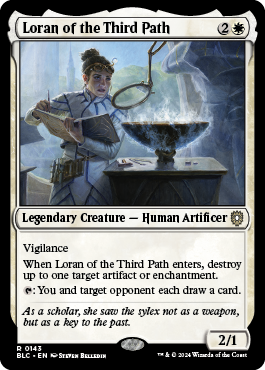 Loran of the Third Path 2
Legendary Creature — Human Artificer
Vigilance
When Loran of the Third Path enters, destroy
up to one target artifact or enchantment.
: You and target opponent each draw a card.
As a scholar, she saw the sylex not as a weapon,
but as a key to the past.
2/1
R 0143
BLC • EN Steven Belledin
™ & © 2024 Wizards of the Coast